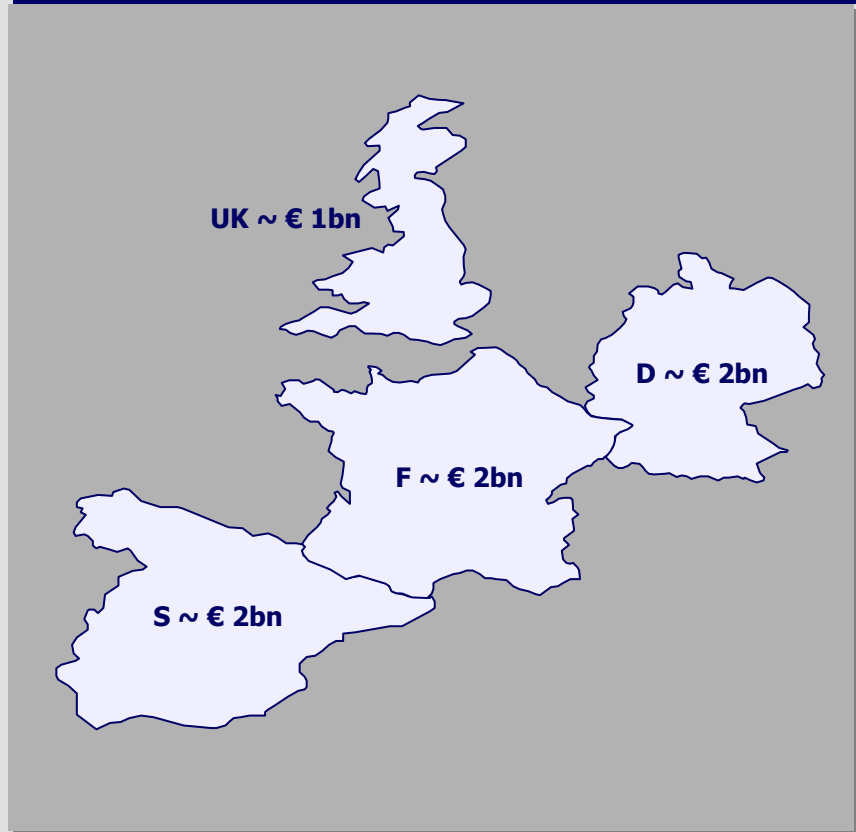 UK ~ € 1bn
D ~ € 2bn
F ~ € 2bn
S ~ € 2bn